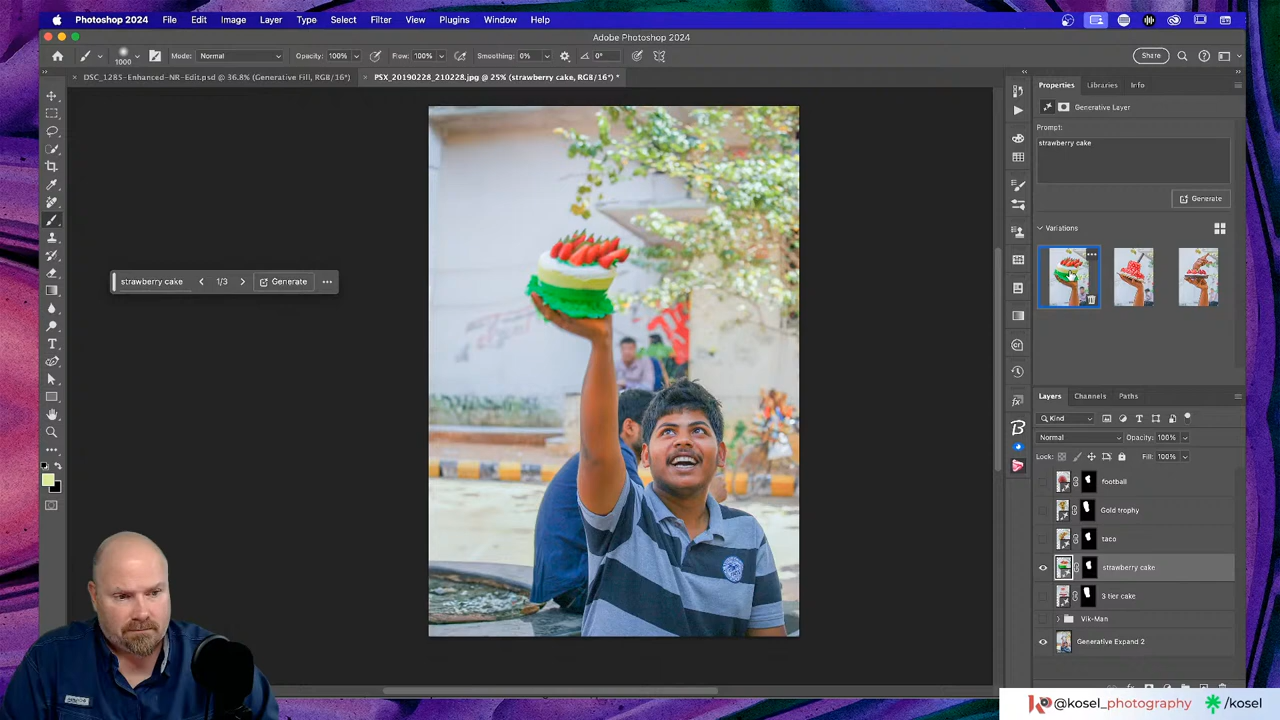 Photoshop 2024 File Edit Image Layer Type Select Filter View Plugins Window Help
Adobe Photoshop 2024
1000 Mode: Normal Opacity: 100% Flow: 100% Smoothing: 0% 0° Share
DSC_1285-Enhanced-NR-Edit.psd @ 36.8% (Generative Fill, RGB/16*)
PSX_20190228_210228.jpg @ 25% (strawberry cake, RGB/16*) *
Properties Libraries Info
Generative Layer
Prompt:
strawberry cake
Generate
Variations
strawberry cake 1/3 Generate
Layers Channels Paths
Kind
Normal Opacity: 100%
Lock: Fill: 100%
football
Gold trophy
taco
strawberry cake
3 tier cake
Vik-Man
Generative Expand 2
@kosel_photography /kosel